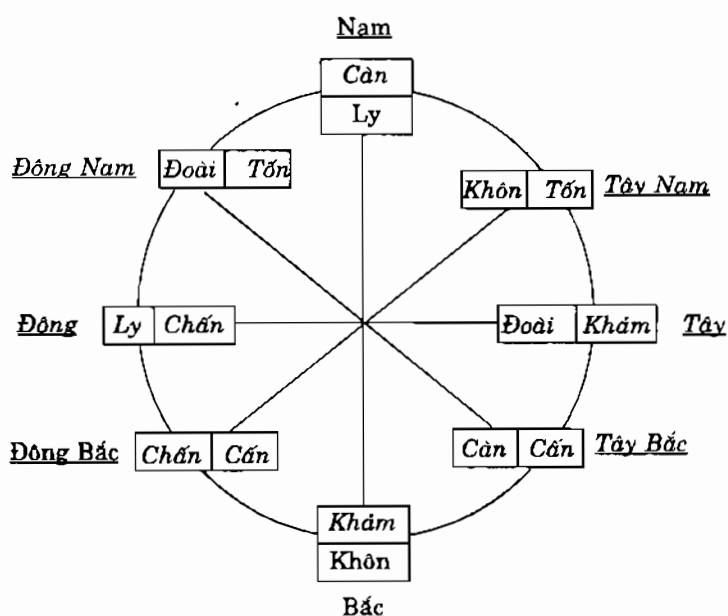 Nam
Càn
Ly
Đông Nam Đoài Tốn
Khôn Tốn Tây Nam
Đông Ly Chấn Đoài Khảm Tây
Đông Bắc Chấn Cấn Càn Cấn Tây Bắc
Khảm
Khôn
Bắc